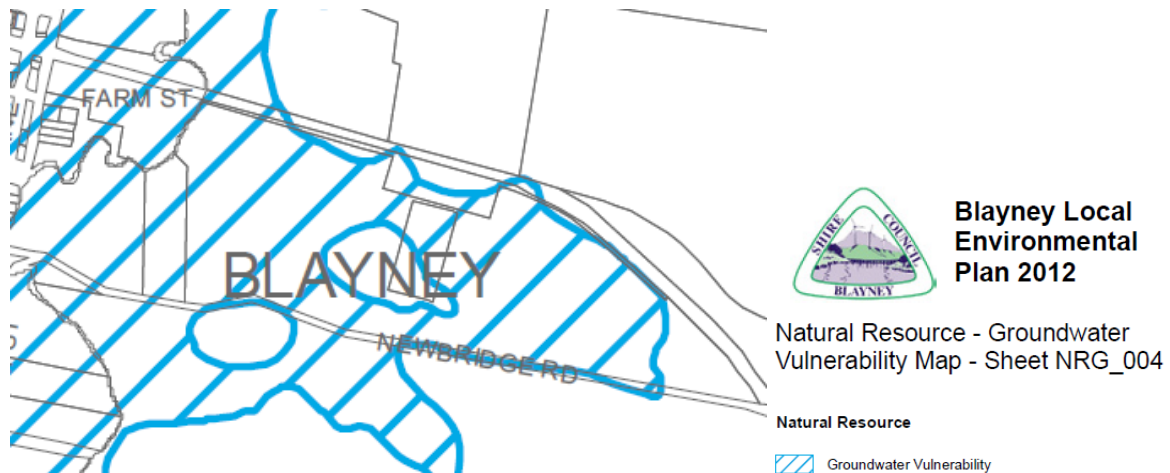 FARM ST
BLAYNEY
NEWBRIDGE RD
SHIRE COUNCIL
BLAYNEY
Blayney Local
Environmental
Plan 2012
Natural Resource - Groundwater
Vulnerability Map - Sheet NRG_004
Natural Resource
Groundwater Vulnerability